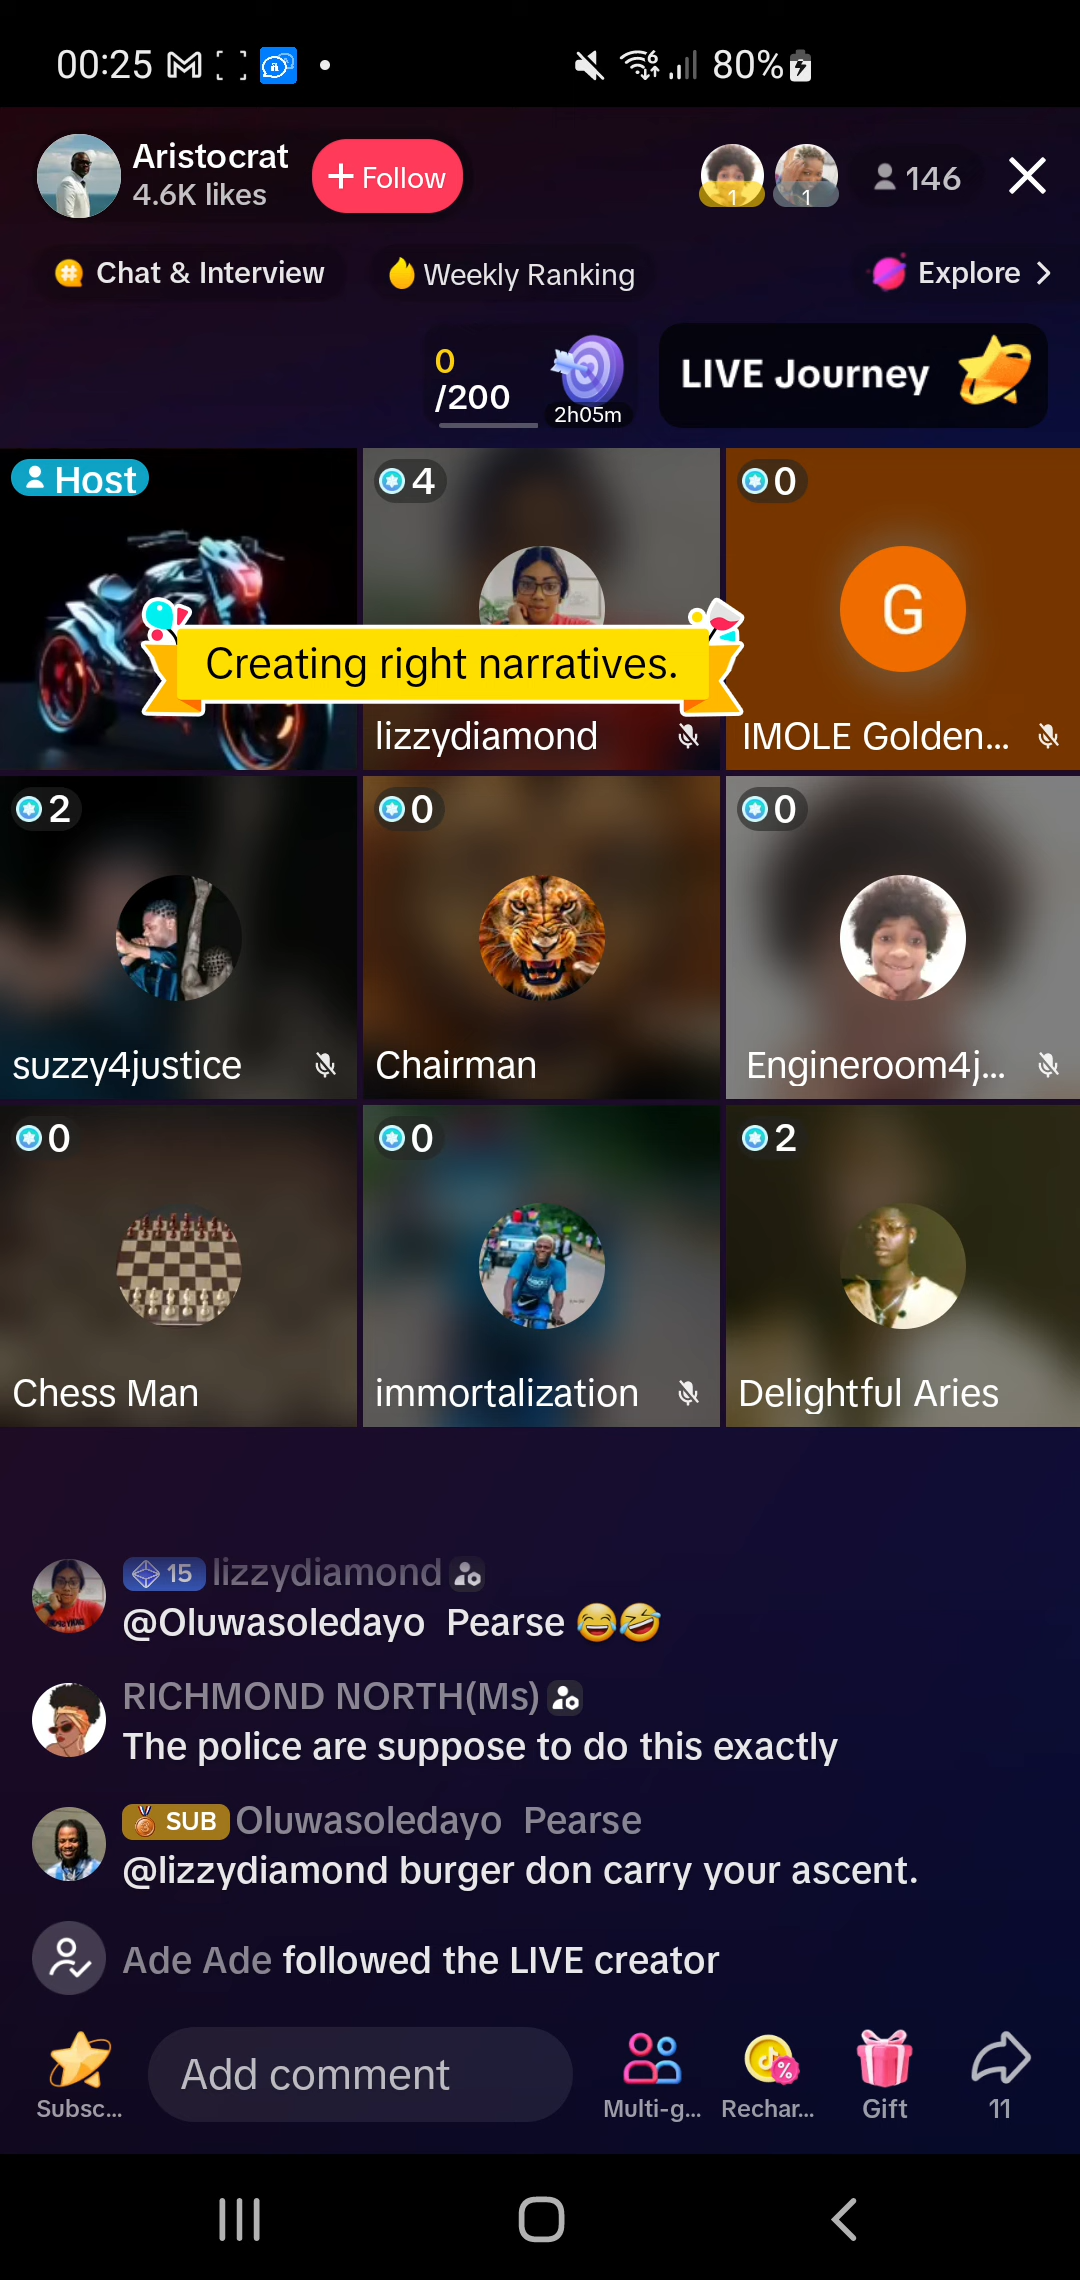 00:25
80%
Aristocrat
4.6K likes
+ Follow
1
1
146
Chat & Interview
Weekly Ranking
Explore
0
/200
2h05m
LIVE Journey
Host
4
0
G
Creating right narratives.
lizzydiamond
IMOLE Golden...
2
0
0
suzzy4justice
Chairman
Engineroom4j...
0
0
2
Chess Man
immortalization
Delightful Aries
15 lizzydiamond
@Oluwasoledayo Pearse 😂🤣
RICHMOND NORTH(Ms)
The police are suppose to do this exactly
SUB Oluwasoledayo Pearse
@lizzydiamond burger don carry your ascent.
Ade Ade followed the LIVE creator
Add comment
Subsc...
Multi-g...
Rechar...
Gift
11